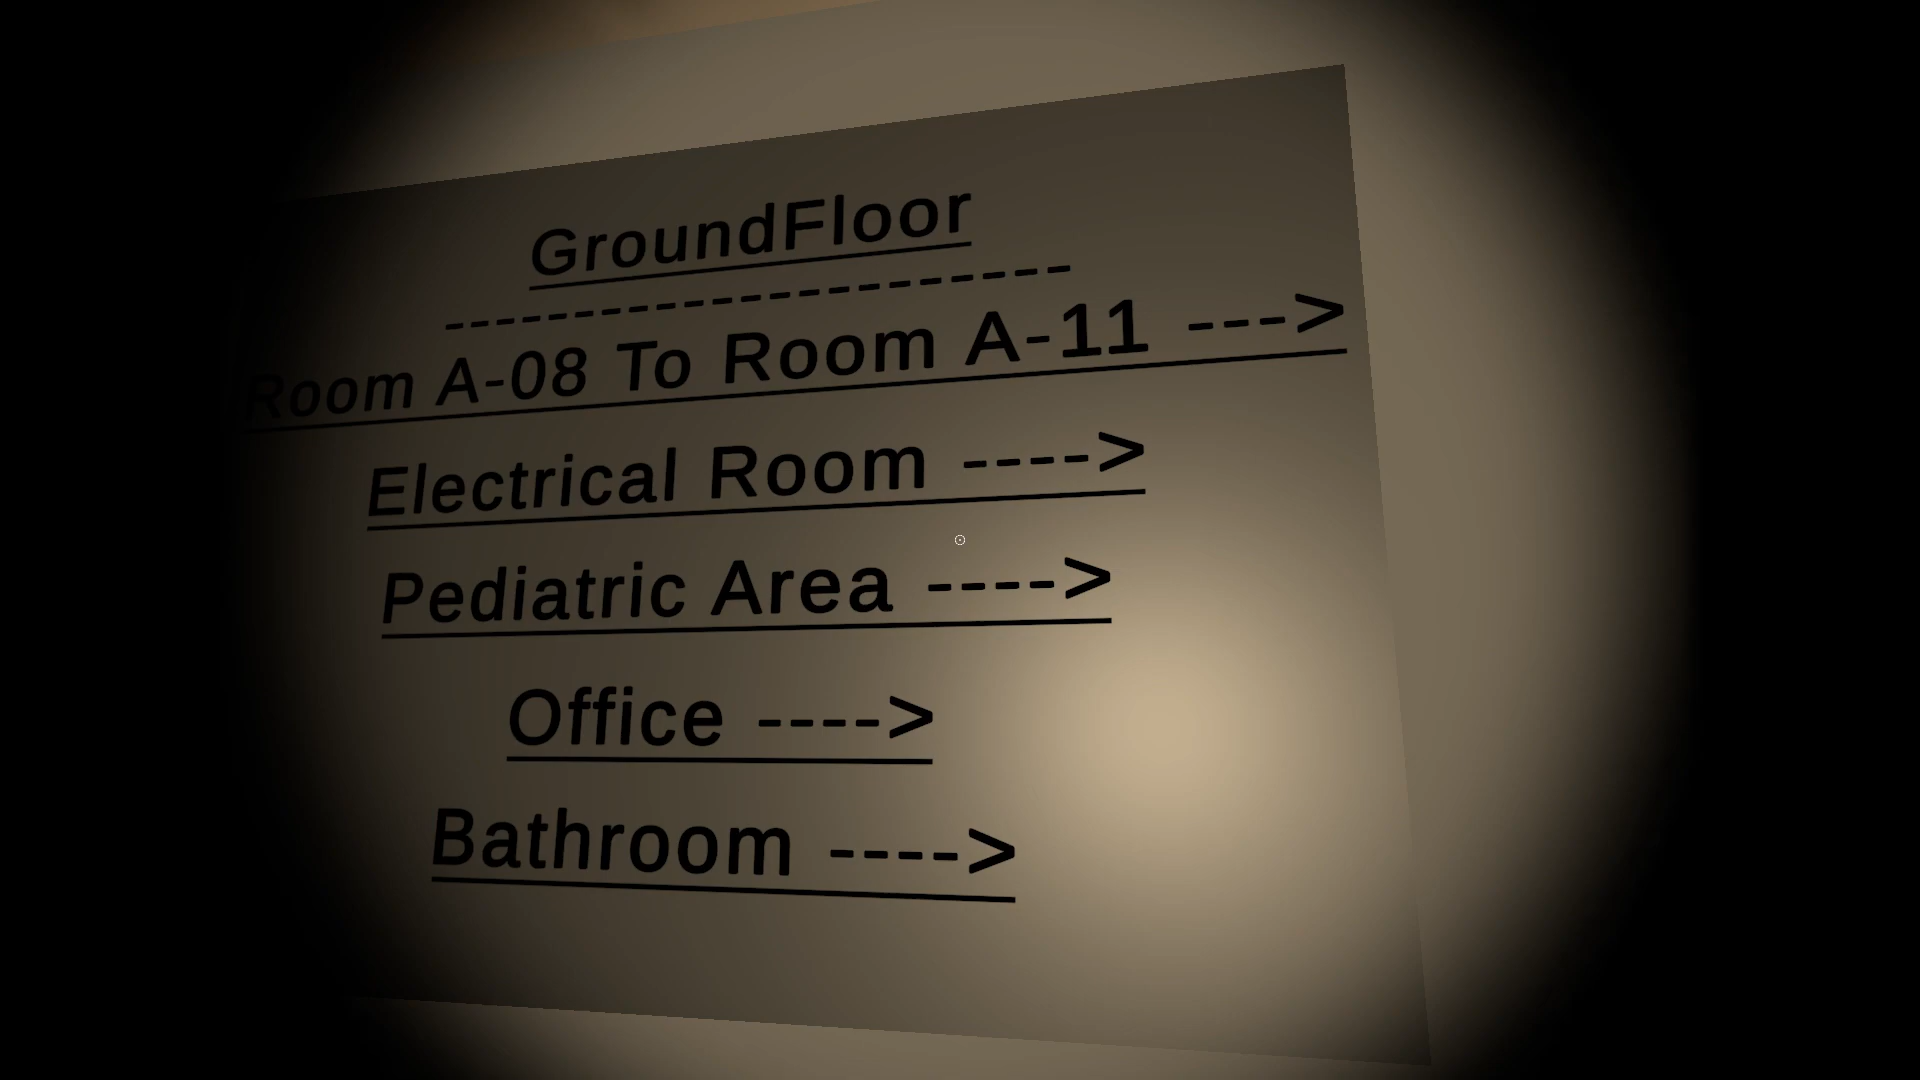 GroundFloor
-------------------
Room A-08 To Room A-11 --->
Electrical Room ---->
Pediatric Area ---->
Office ---->
Bathroom ---->